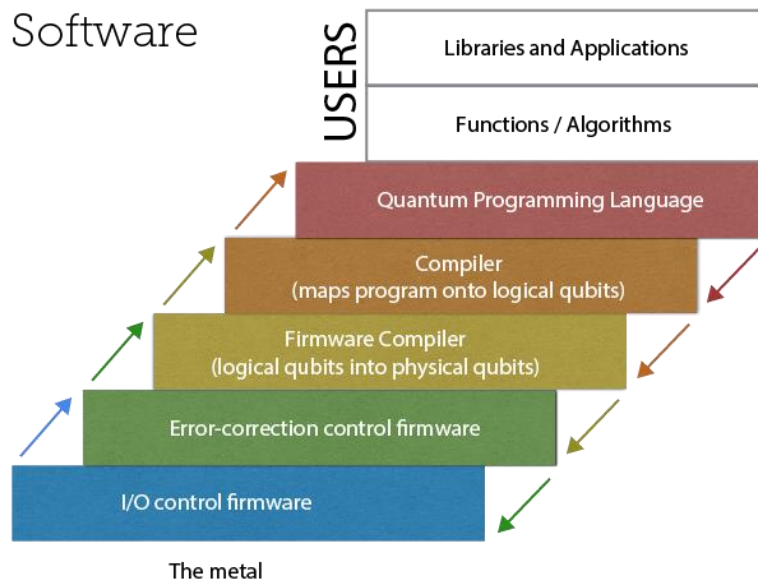 Software
USERS
Libraries and Applications
Functions / Algorithms
Quantum Programming Language
Compiler
(maps program onto logical qubits)
Firmware Compiler
(logical qubits into physical qubits)
Error-correction control firmware
I/O control firmware
The metal